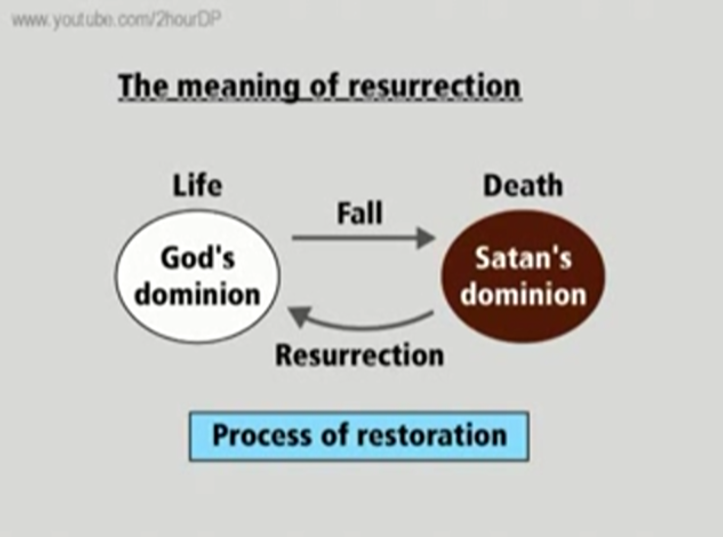 www.youtube.com/2hourDP
The meaning of resurrection
Life
Death
Fall
God's
dominion
Satan's
dominion
Resurrection
Process of restoration